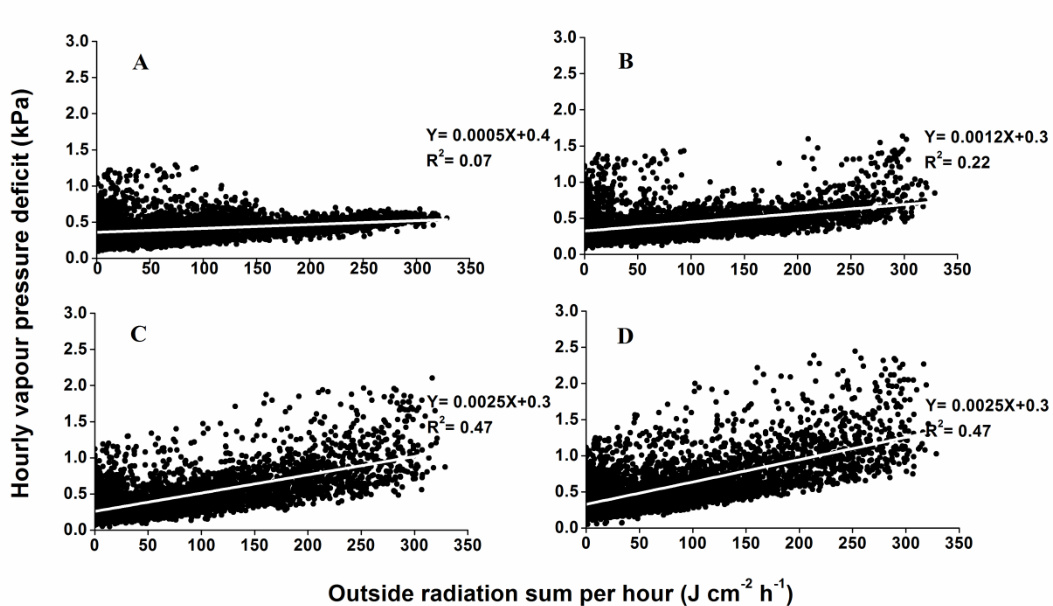 Hourly vapour pressure deficit (kPa)
A
3.0
2.5
2.0
1.5
1.0
0.5
0.0
0 50 100 150 200 250 300 350
Y= 0.0005X+0.4
R²= 0.07
B
3.0
2.5
2.0
1.5
1.0
0.5
0.0
0 50 100 150 200 250 300 350
Y= 0.0012X+0.3
R²= 0.22
C
3.0
2.5
2.0
1.5
1.0
0.5
0.0
0 50 100 150 200 250 300 350
Y= 0.0025X+0.3
R²= 0.47
D
3.0
2.5
2.0
1.5
1.0
0.5
0.0
0 50 100 150 200 250 300 350
Y= 0.0025X+0.3
R²= 0.47
Outside radiation sum per hour (J cm⁻² h⁻¹)